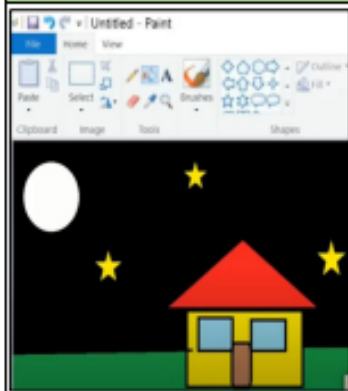 Untitled - Paint
File Home View
Paste Select Brushes Outline
Fill
Clipboard Image Tools Shapes